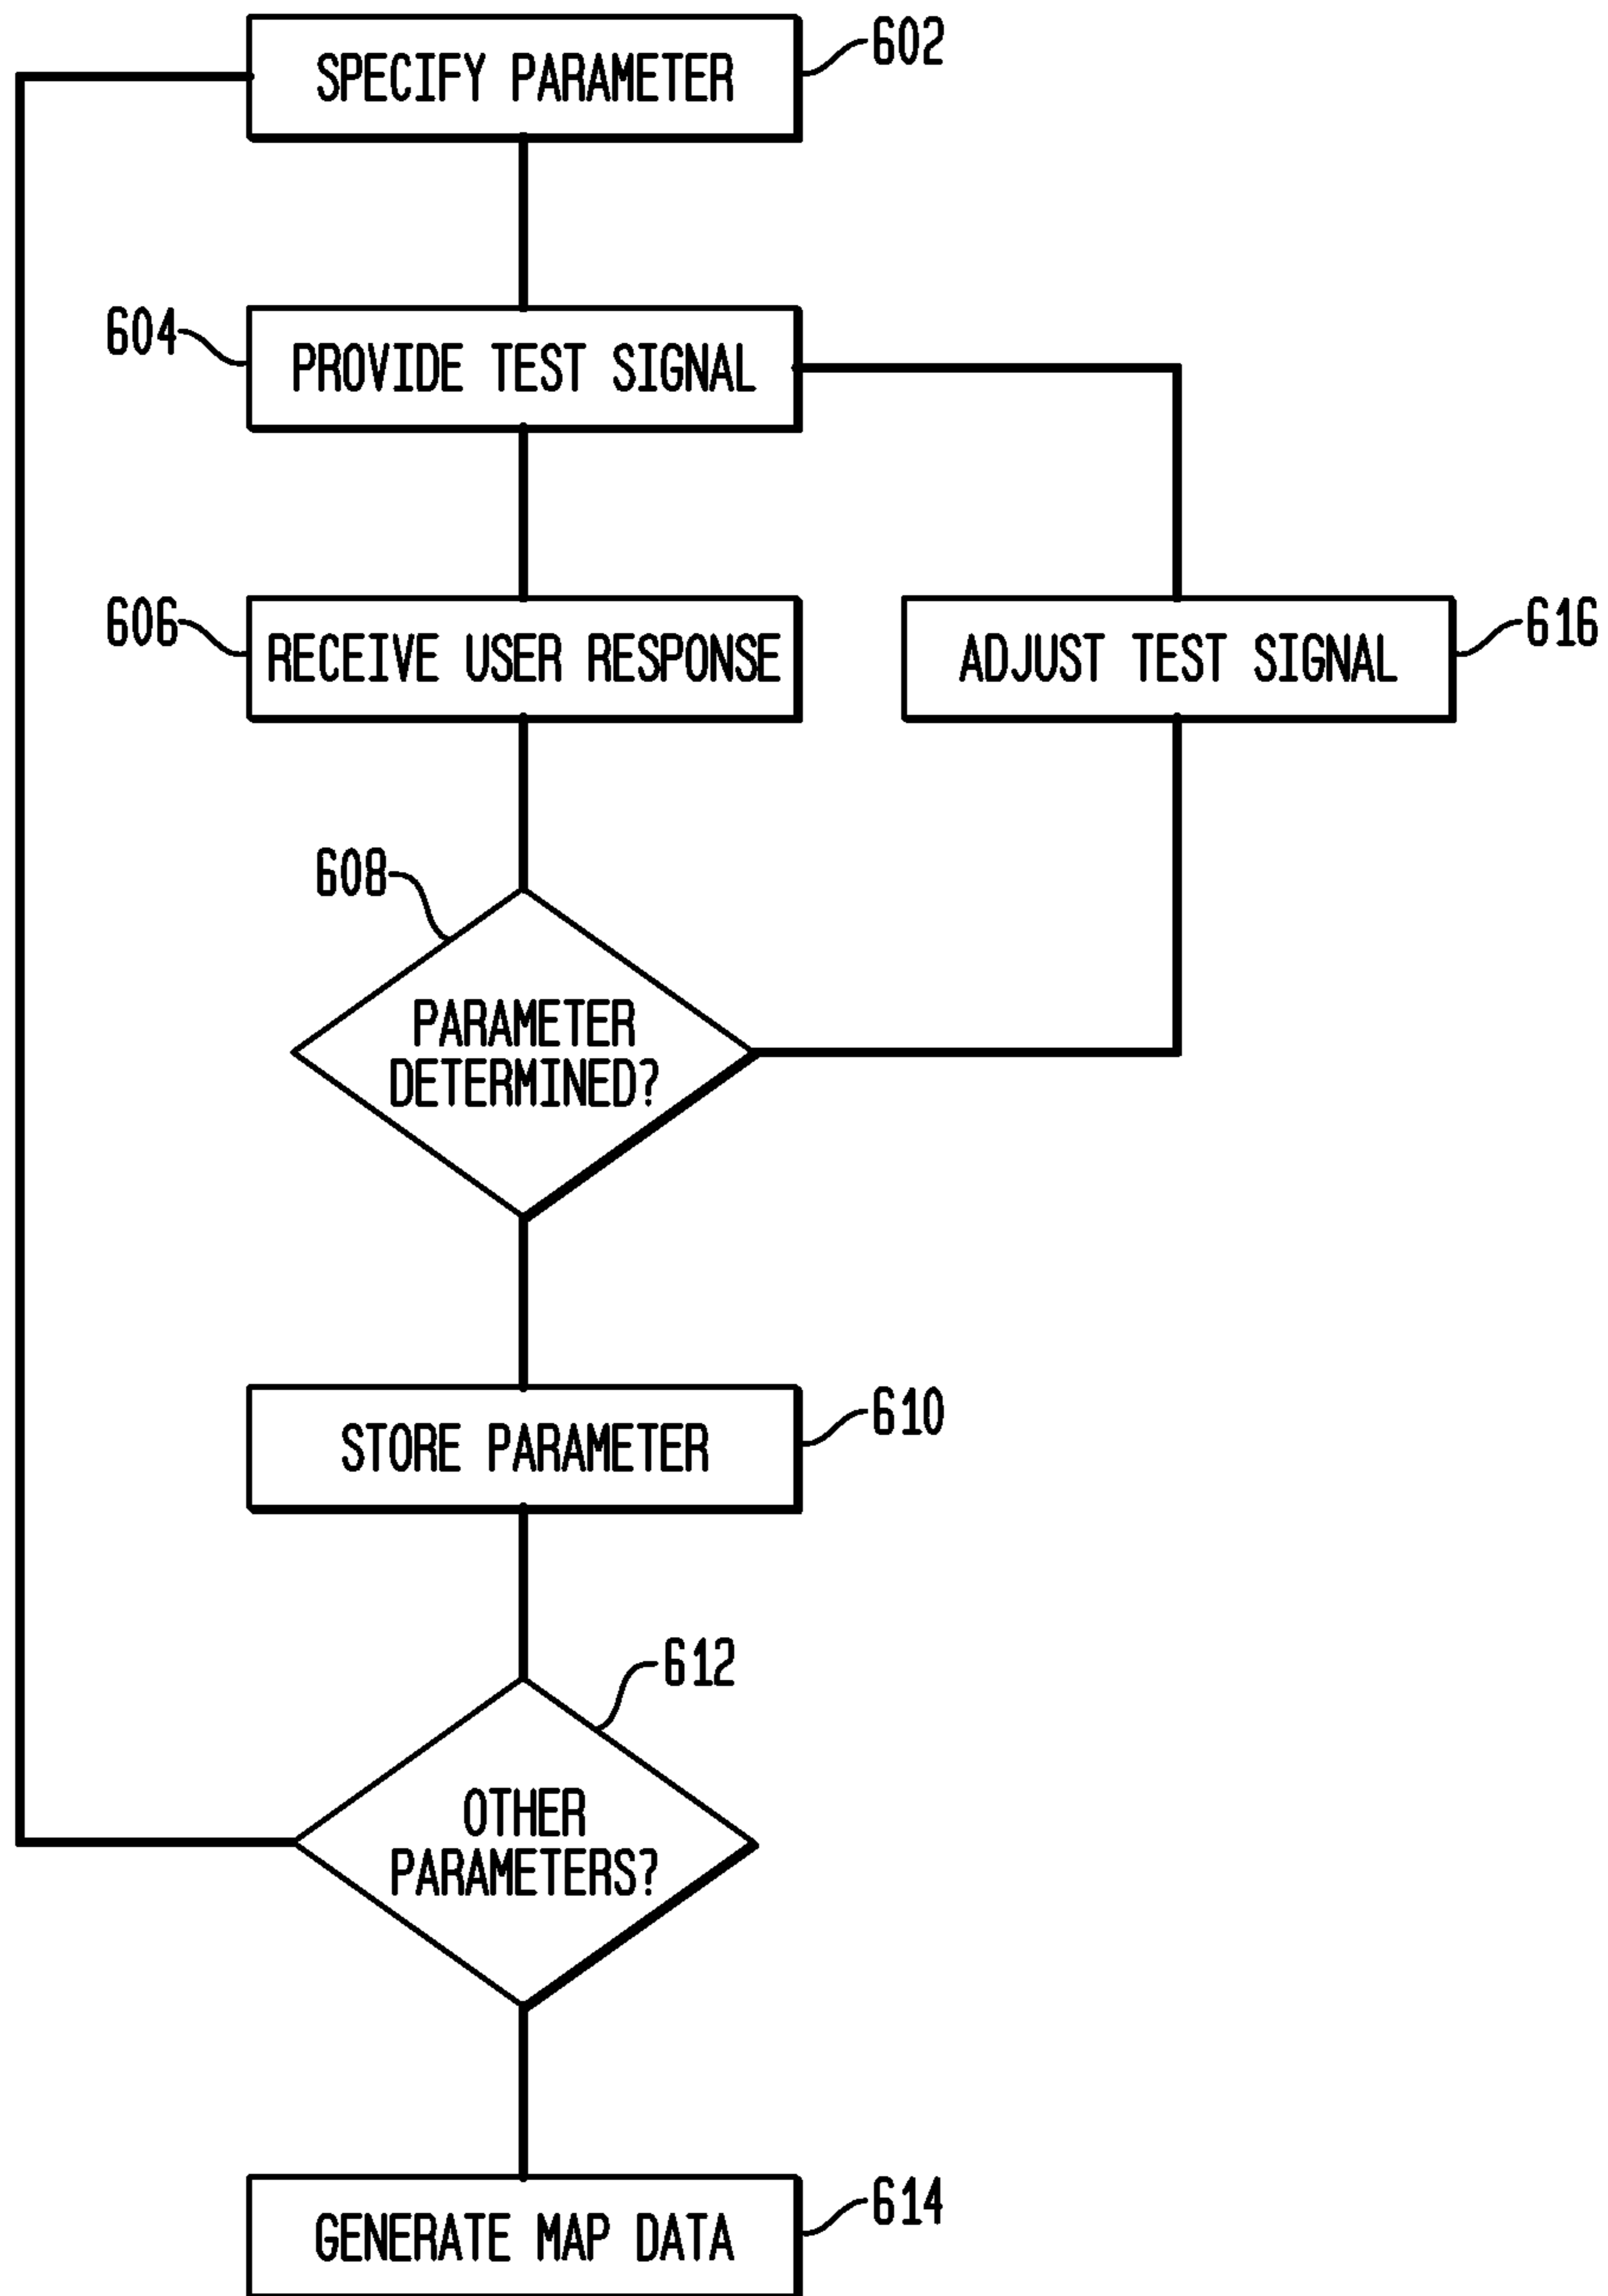 SPECIFY PARAMETER
602
604
PROVIDE TEST SIGNAL
606
RECEIVE USER RESPONSE
ADJUST TEST SIGNAL
616
608
PARAMETER
DETERMINED?
STORE PARAMETER
610
612
OTHER
PARAMETERS?
GENERATE MAP DATA
614